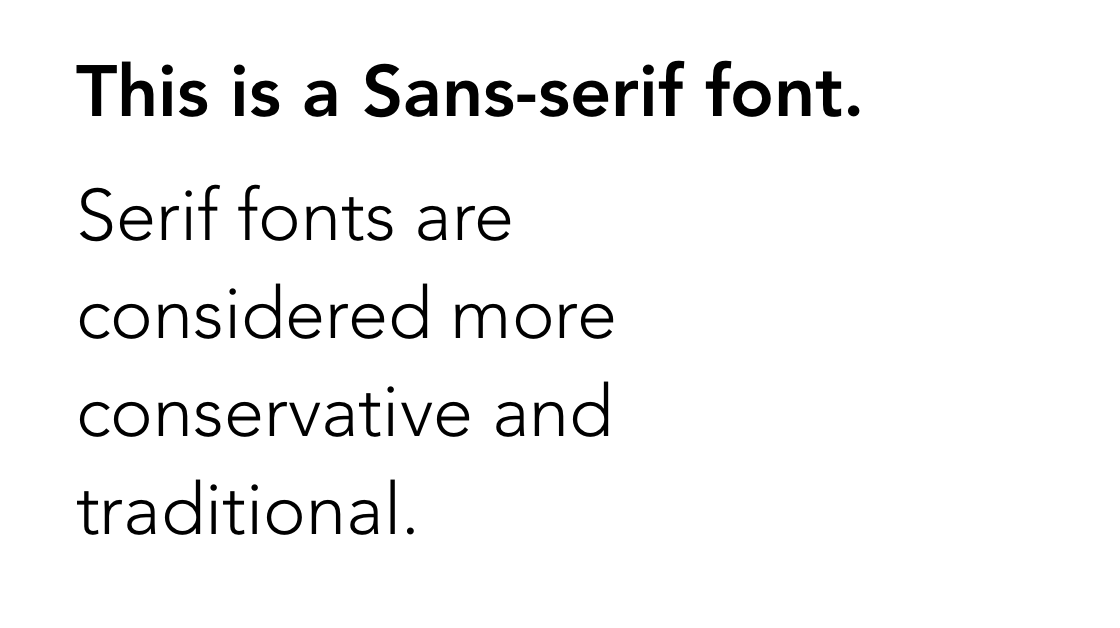 This is a Sans-serif font.
Serif fonts are
considered more
conservative and
traditional.